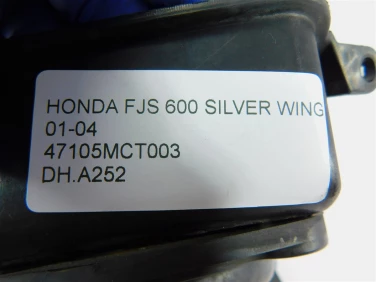 HONDA FJS 600 SILVER WING
01-04
47105MCT003
DH.A252